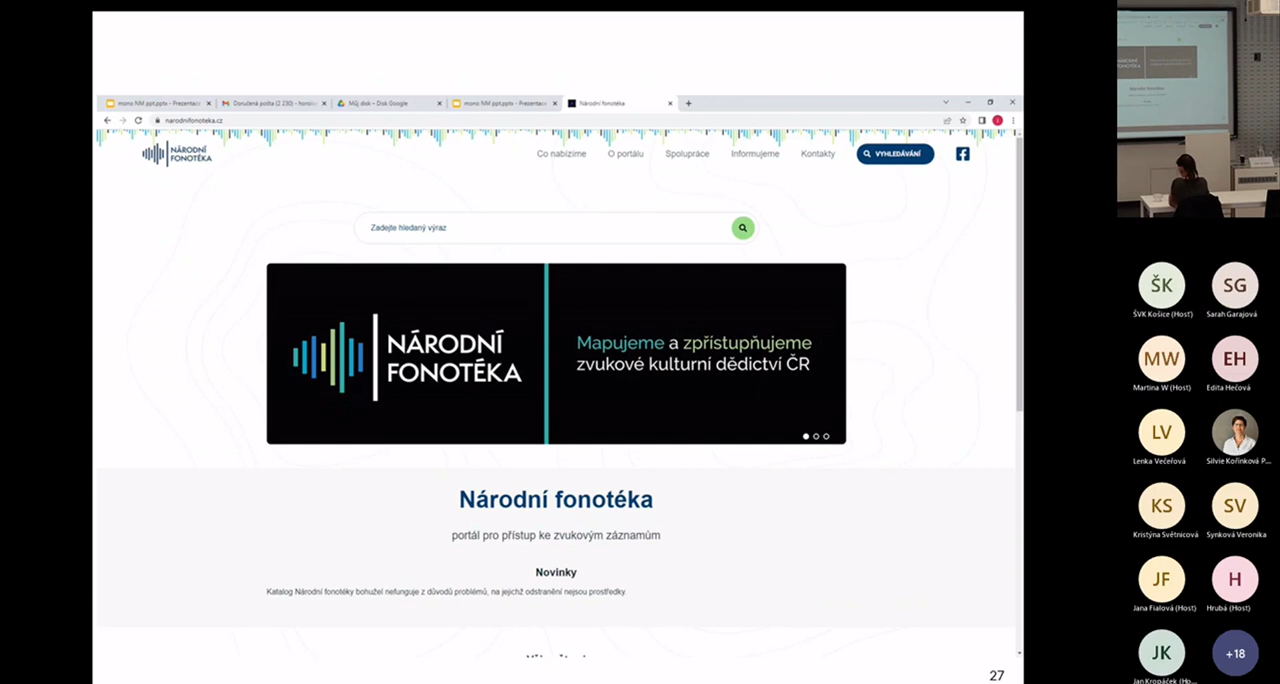 mono NM ppt.pptx - Prezentace
Doručená pošta (2 230) - honsi
Můj disk – Disk Google
mono NM ppt.pptx - Prezentace
Národní fonotéka
narodnifonoteka.cz
NÁRODNÍ
FONOTÉKA
Co nabízíme
O portálu
Spolupráce
Informujeme
Kontakty
VYHLEDÁVÁNÍ
Zadejte hledaný výraz
NÁRODNÍ
FONOTÉKA
Mapujeme a zpřístupňujeme
zvukové kulturní dědictví ČR
Národní fonotéka
portál pro přístup ke zvukovým záznamům
Novinky
Katalog Národní fonotéky bohužel nefunguje z důvodů problémů, na jejichž odstranění nejsou prostředky.
27
ŠK
ŠVK Košice (Host)
SG
Sarah Garajová
MW
Martina W (Host)
EH
Edita Hečová
LV
Lenka Večeřová
Silvie Kořínková P...
KS
Kristýna Světnicová
SV
Synková Veronika
JF
Jana Fialová (Host)
H
Hrubá (Host)
JK
Jan Kropáček (Ho...
+18